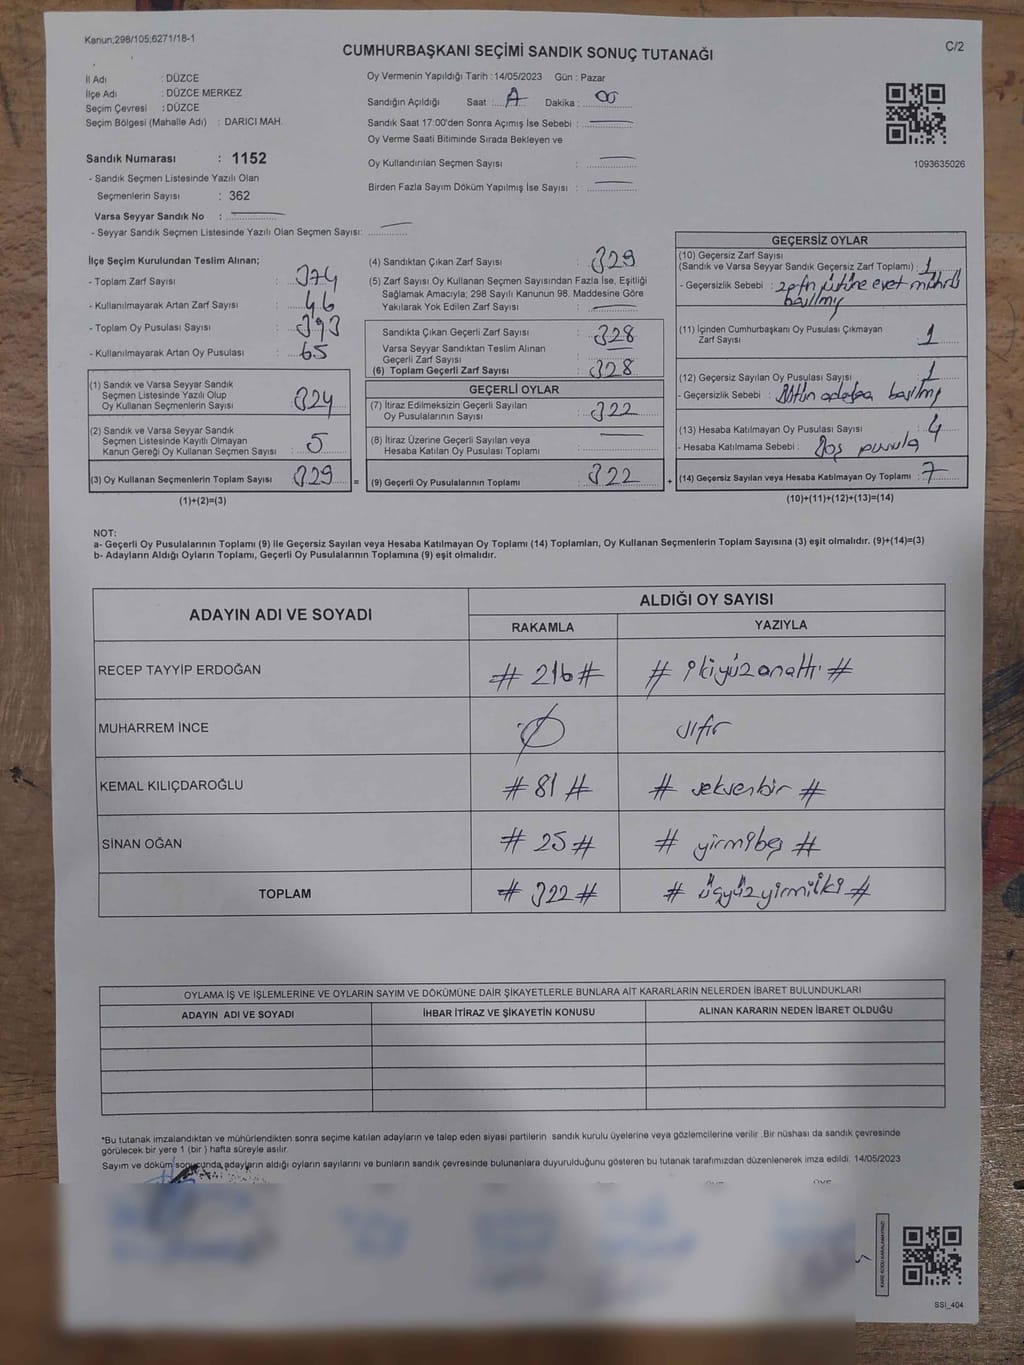 Kanun;298/105;6271/18-1
C/2
CUMHURBAŞKANI SEÇİMİ SANDIK SONUÇ TUTANAĞI
İl Adı : DÜZCE
İlçe Adı : DÜZCE MERKEZ
Seçim Çevresi : DÜZCE
Seçim Bölgesi (Mahalle Adı) : DARICI MAH.
Sandık Numarası : 1152
- Sandık Seçmen Listesinde Yazılı Olan
Seçmenlerin Sayısı : 362
Varsa Seyyar Sandık No :
- Seyyar Sandık Seçmen Listesinde Yazılı Olan Seçmen Sayısı:
Oy Vermenin Yapıldığı Tarih : 14/05/2023 Gün : Pazar
Sandığın Açıldığı Saat : Dakika : 00
Sandık Saat 17:00'den Sonra Açımış İse Sebebi :
Oy Verme Saati Bitiminde Sırada Bekleyen ve
Oy Kullandırılan Seçmen Sayısı :
Birden Fazla Sayım Döküm Yapılmış İse Sayısı :
1093635026
İlçe Seçim Kurulundan Teslim Alınan;
- Toplam Zarf Sayısı : 374
- Kullanılmayarak Artan Zarf Sayısı : 46
- Toplam Oy Pusulası Sayısı : 393
- Kullanılmayarak Artan Oy Pusulası : 65
(1) Sandık ve Varsa Seyyar Sandık
Seçmen Listesinde Yazılı Olup
Oy Kullanan Seçmenlerin Sayısı : 324
(2) Sandık ve Varsa Seyyar Sandık
Seçmen Listesinde Kayıtlı Olmayan
Kanun Gereği Oy Kullanan Seçmen Sayısı : 5
(3) Oy Kullanan Seçmenlerin Toplam Sayısı : 329
(1)+(2)=(3)
=
(4) Sandıktan Çıkan Zarf Sayısı : 329
(5) Zarf Sayısı Oy Kullanan Seçmen Sayısından Fazla İse, Eşitliği
Sağlamak Amacıyla; 298 Sayılı Kanunun 98. Maddesine Göre
Yakılarak Yok Edilen Zarf Sayısı :
Sandıkta Çıkan Geçerli Zarf Sayısı : 328
Varsa Seyyar Sandıktan Teslim Alınan
Geçerli Zarf Sayısı :
(6) Toplam Geçerli Zarf Sayısı : 328
GEÇERLİ OYLAR
(7) İtiraz Edilmeksizin Geçerli Sayılan
Oy Pusulalarının Sayısı : 322
(8) İtiraz Üzerine Geçerli Sayılan veya
Hesaba Katılan Oy Pusulası Toplamı :
(9) Geçerli Oy Pusulalarının Toplamı : 322
+
GEÇERSİZ OYLAR
(10) Geçersiz Zarf Sayısı
(Sandık ve Varsa Seyyar Sandık Geçersiz Zarf Toplamı) : 1
- Geçersizlik Sebebi : zarfın üstüne evet mührü
basılmış
(11) İçinden Cumhurbaşkanı Oy Pusulası Çıkmayan
Zarf Sayısı : 1
(12) Geçersiz Sayılan Oy Pusulası Sayısı : 1
- Geçersizlik Sebebi : Bütün adaylara basılmış
(13) Hesaba Katılmayan Oy Pusulası Sayısı : 4
- Hesaba Katılmama Sebebi : Boş pusula
(14) Geçersiz Sayılan veya Hesaba Katılmayan Oy Toplamı : 7
(10)+(11)+(12)+(13)=(14)
NOT:
a- Geçerli Oy Pusulalarının Toplamı (9) ile Geçersiz Sayılan veya Hesaba Katılmayan Oy Toplamı (14) Toplamları, Oy Kullanan Seçmenlerin Toplam Sayısına (3) eşit olmalıdır. (9)+(14)=(3)
b- Adayların Aldığı Oyların Toplamı, Geçerli Oy Pusulalarının Toplamına (9) eşit olmalıdır.
ADAYIN ADI VE SOYADI
ALDIĞI OY SAYISI
RAKAMLA YAZIYLA
RECEP TAYYİP ERDOĞAN # 216 # # ikiyüzonaltı #
MUHARREM İNCE Ø sıfır
KEMAL KILIÇDAROĞLU # 81 # # seksenbir #
SİNAN OĞAN # 25 # # yirmibeş #
TOPLAM # 322 # # üçyüzyirmiiki #
OYLAMA İŞ VE İŞLEMLERİNE VE OYLARIN SAYIM VE DÖKÜMÜNE DAİR ŞİKAYETLERLE BUNLARA AİT KARARLARIN NELERDEN İBARET BULUNDUKLARI
ADAYIN ADI VE SOYADI İHBAR İTİRAZ VE ŞİKAYETİN KONUSU ALINAN KARARIN NEDEN İBARET OLDUĞU
*Bu tutanak imzalandıktan ve mühürlendikten sonra seçime katılan adayların ve talep eden siyasi partilerin sandık kurulu üyelerine veya gözlemcilerine verilir .Bir nüshası da sandık çevresinde
görülecek bir yere 1 (bir ) hafta süreyle asılır.
Sayım ve döküm sonucunda adayların aldığı oyların sayılarını ve bunların sandık çevresinde bulunanlara duyurulduğunu gösteren bu tutanak tarafımızdan düzenlenerek imza edildi. 14/05/2023
KARE KODU KARALAMAYINIZ!
SSI_404